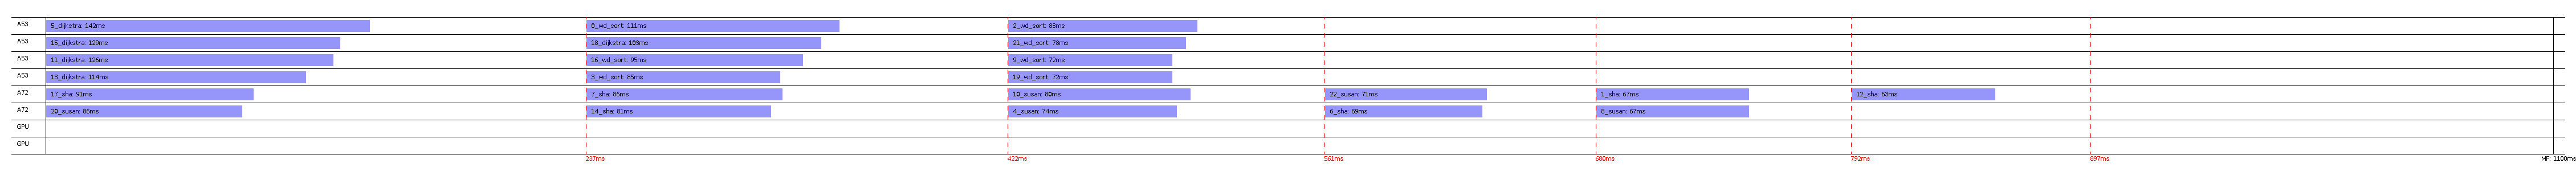 A53 5_dijkstra: 142ms 0_wd_sort: 111ms 2_wd_sort: 83ms
A53 15_dijkstra: 129ms 18_dijkstra: 103ms 21_wd_sort: 78ms
A53 11_dijkstra: 126ms 16_wd_sort: 95ms 9_wd_sort: 72ms
A53 13_dijkstra: 114ms 3_wd_sort: 85ms 19_wd_sort: 72ms
A72 17_sha: 91ms 7_sha: 86ms 10_susan: 80ms 22_susan: 71ms 1_sha: 67ms 12_sha: 63ms
A72 20_susan: 86ms 14_sha: 81ms 4_susan: 74ms 6_sha: 69ms 8_susan: 67ms
GPU
GPU
237ms 422ms 561ms 680ms 792ms 897ms MF: 1100ms